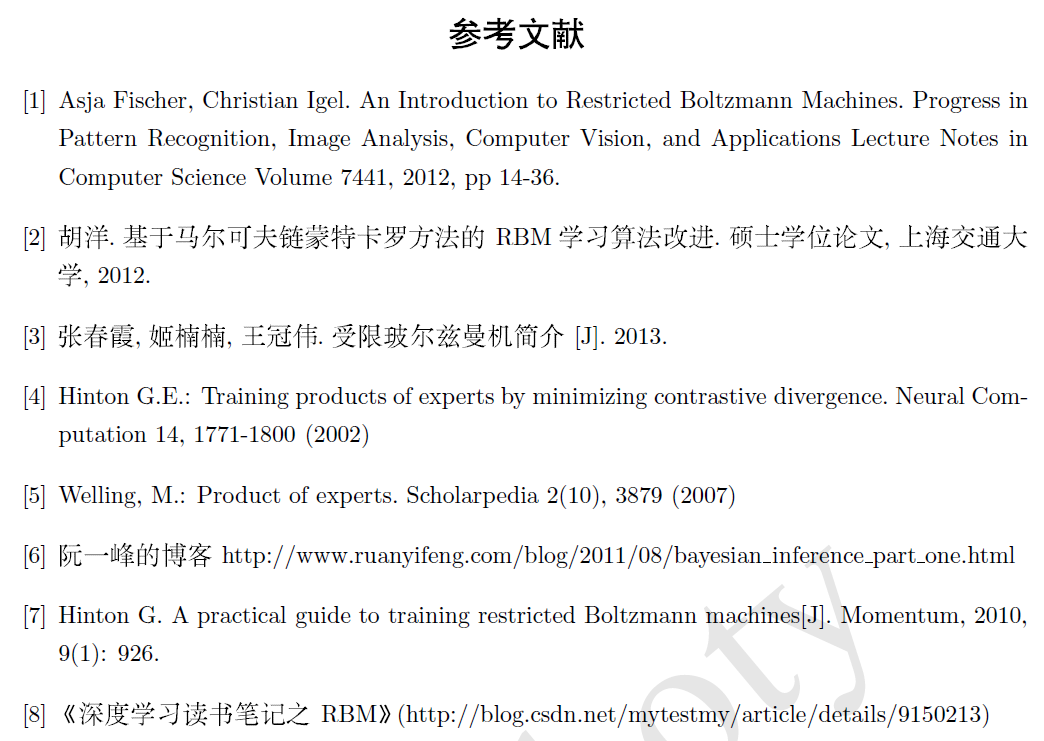 参考文献
[1] Asja Fischer, Christian Igel. An Introduction to Restricted Boltzmann Machines. Progress in
Pattern Recognition, Image Analysis, Computer Vision, and Applications Lecture Notes in
Computer Science Volume 7441, 2012, pp 14-36.
[2] 胡洋. 基于马尔可夫链蒙特卡罗方法的 RBM 学习算法改进. 硕士学位论文, 上海交通大
学, 2012.
[3] 张春霞, 姬楠楠, 王冠伟. 受限玻尔兹曼机简介 [J]. 2013.
[4] Hinton G.E.: Training products of experts by minimizing contrastive divergence. Neural Com-
putation 14, 1771-1800 (2002)
[5] Welling, M.: Product of experts. Scholarpedia 2(10), 3879 (2007)
[6] 阮一峰的博客 http://www.ruanyifeng.com/blog/2011/08/bayesian_inference_part_one.html
[7] Hinton G. A practical guide to training restricted Boltzmann machines[J]. Momentum, 2010,
9(1): 926.
[8] 《深度学习读书笔记之 RBM》(http://blog.csdn.net/mytestmy/article/details/9150213)